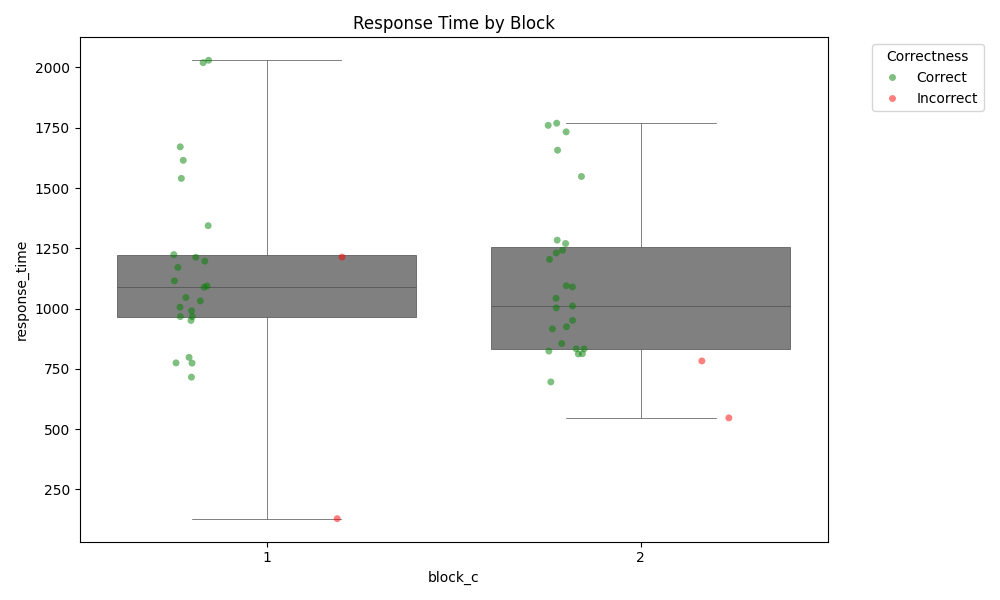 Response Time by Block
Correctness
Correct
Incorrect
response_time
2000
1750
1500
1250
1000
750
500
250
1
2
block_c